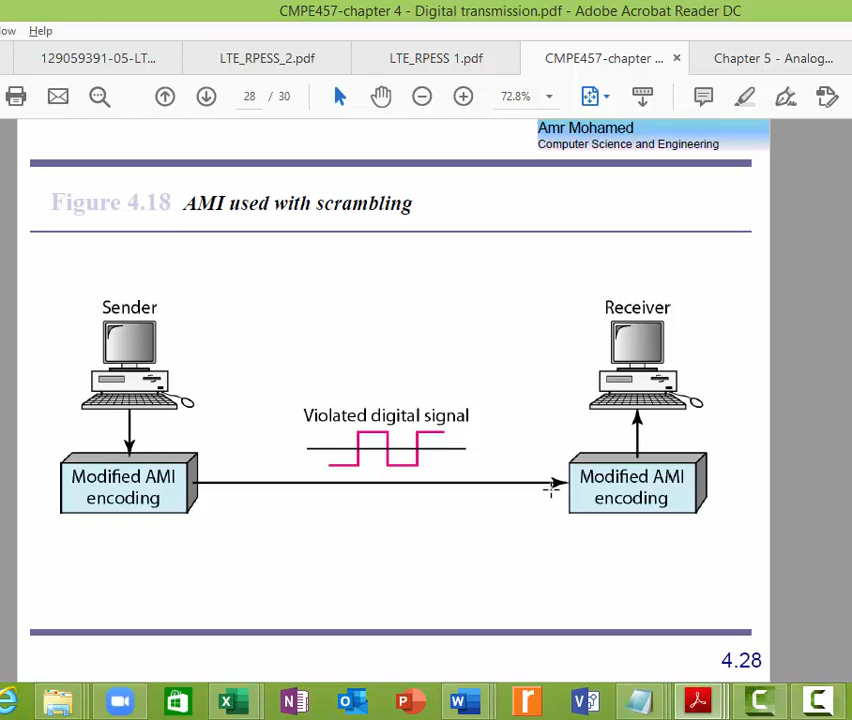 CMPE457-chapter 4 - Digital transmission.pdf - Adobe Acrobat Reader DC
Help
129059391-05-LT... LTE_RPESS_2.pdf LTE_RPESS 1.pdf CMPE457-chapter ... × Chapter 5 - Analog...
28 / 30 72.8%
Amr Mohamed
Computer Science and Engineering
Figure 4.18 AMI used with scrambling
Sender Receiver
Violated digital signal
Modified AMI encoding
Modified AMI encoding
4.28